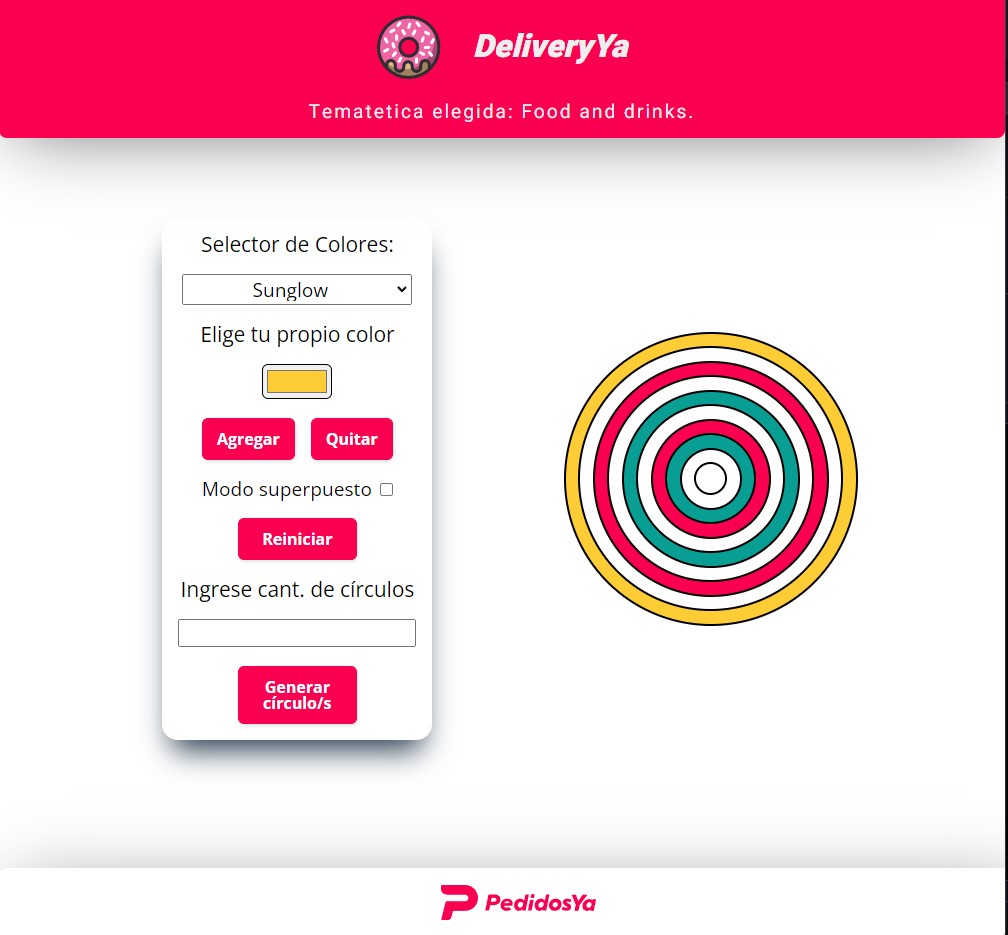 DeliveryYa
Tematetica elegida: Food and drinks.
Selector de Colores:
Sunglow
Elige tu propio color
Agregar Quitar
Modo superpuesto
Reiniciar
Ingrese cant. de círculos
Generar
círculo/s
PedidosYa